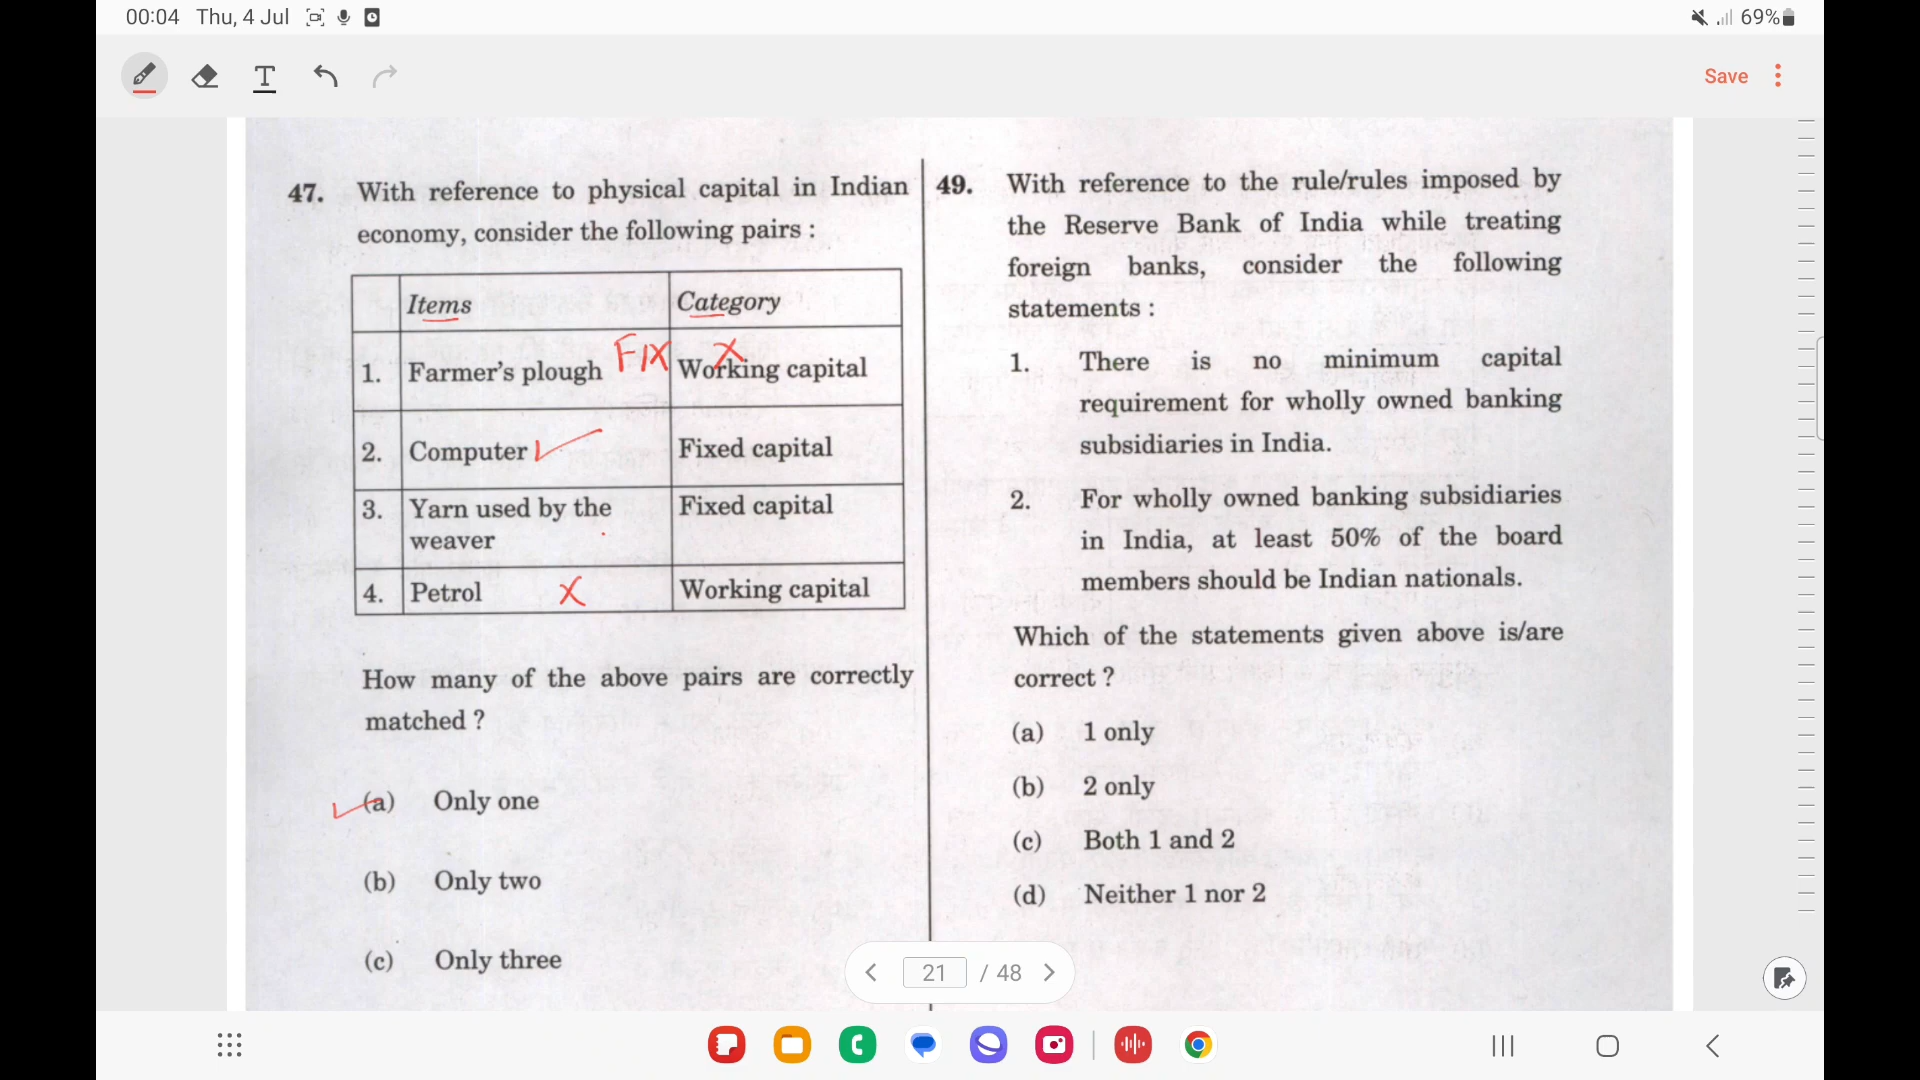 00:04 Thu, 4 Jul
69%
T
Save
47. With reference to physical capital in Indian
economy, consider the following pairs :
Items Category
1. Farmer's plough FIX X Working capital
2. Computer Fixed capital
3. Yarn used by the Fixed capital
weaver
4. Petrol X Working capital
How many of the above pairs are correctly
matched ?
(a) Only one
(b) Only two
(c) Only three
49. With reference to the rule/rules imposed by
the Reserve Bank of India while treating
foreign banks, consider the following
statements :
1. There is no minimum capital
requirement for wholly owned banking
subsidiaries in India.
2. For wholly owned banking subsidiaries
in India, at least 50% of the board
members should be Indian nationals.
Which of the statements given above is/are
correct ?
(a) 1 only
(b) 2 only
(c) Both 1 and 2
(d) Neither 1 nor 2
21 / 48